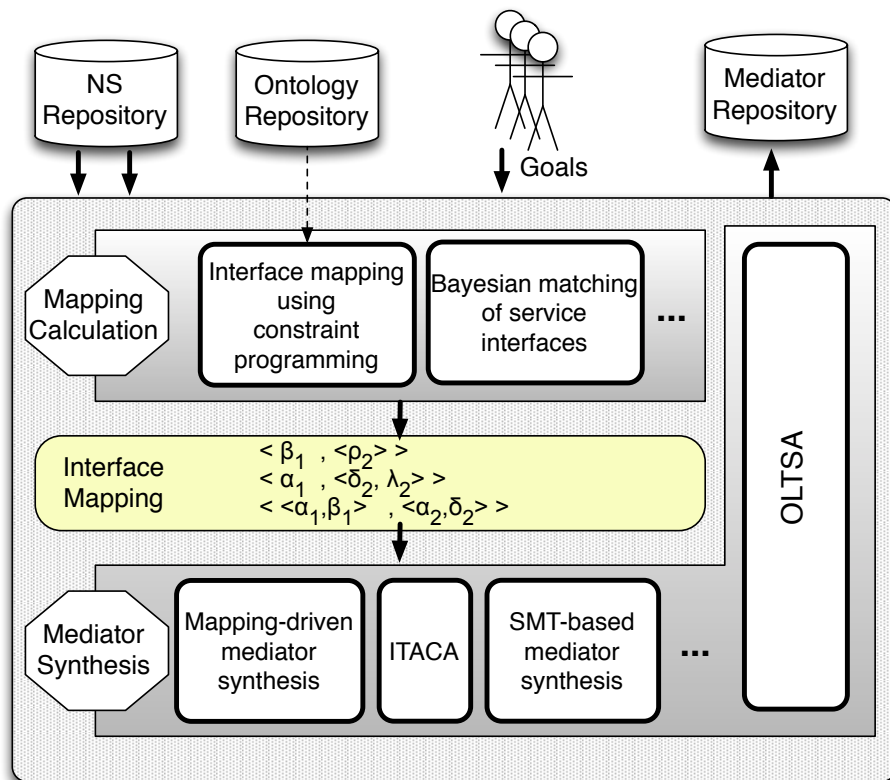 NS
Repository
Ontology
Repository
Mediator
Repository
Goals
Mapping
Calculation
Interface mapping
using
constraint
programming
Bayesian matching
of service
interfaces
...
OLTSA
Interface
Mapping
< β1 , <ρ2> >
< α1 , <δ2, λ2> >
< <α1,β1> , <α2,δ2> >
Mediator
Synthesis
Mapping-driven
mediator
synthesis
ITACA
SMT-based
mediator
synthesis
...